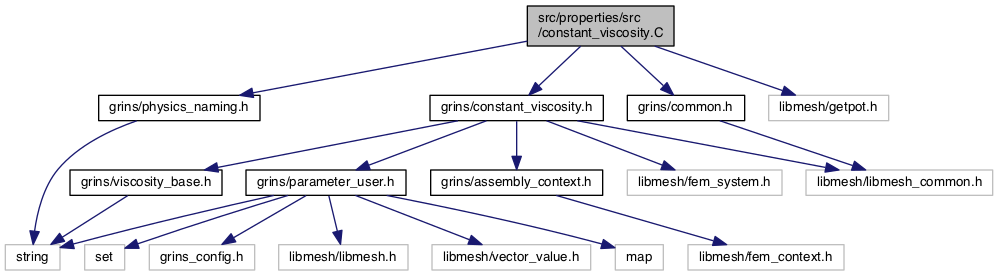 src/properties/src
/constant_viscosity.C
grins/physics_naming.h
grins/constant_viscosity.h
grins/common.h
libmesh/getpot.h
grins/viscosity_base.h
grins/parameter_user.h
grins/assembly_context.h
libmesh/fem_system.h
libmesh/libmesh_common.h
string
set
grins_config.h
libmesh/libmesh.h
libmesh/vector_value.h
map
libmesh/fem_context.h